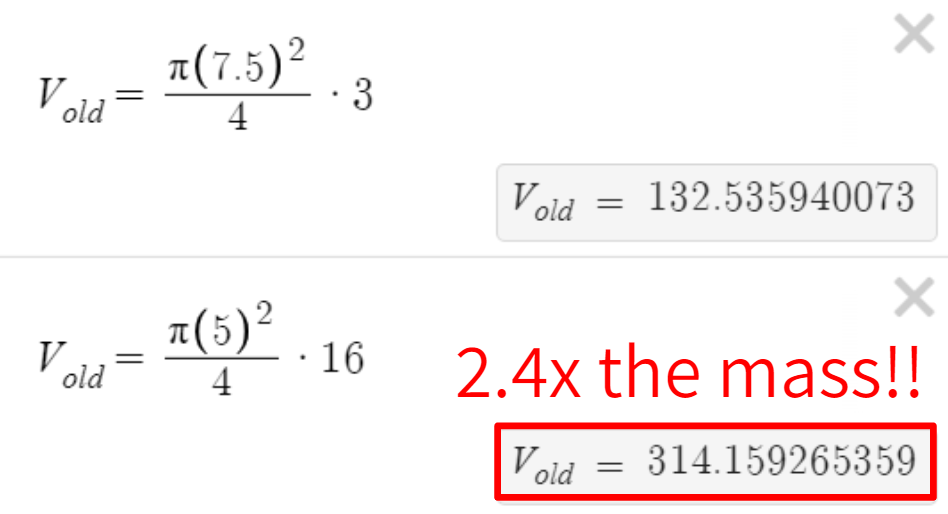 V_old = π(7.5)²/4 · 3
V_old = 132.535940073
V_old = π(5)²/4 · 16
2.4x the mass!!
V_old = 314.159265359